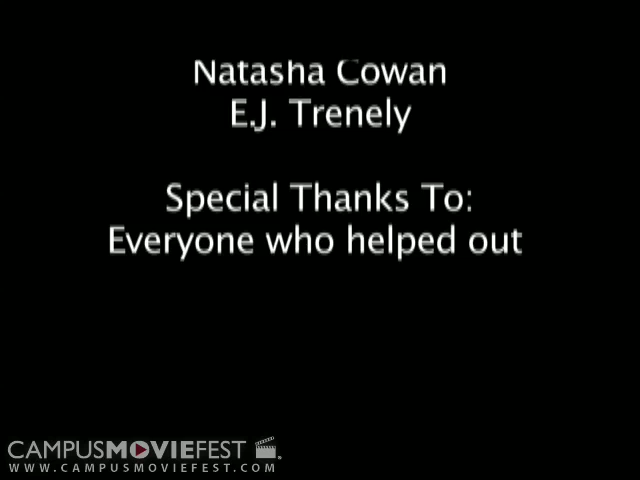 Natasha Cowan
E.J. Trenely
Special Thanks To:
Everyone who helped out
CAMPUSMOVIEFEST
WWW.CAMPUSMOVIEFEST.COM